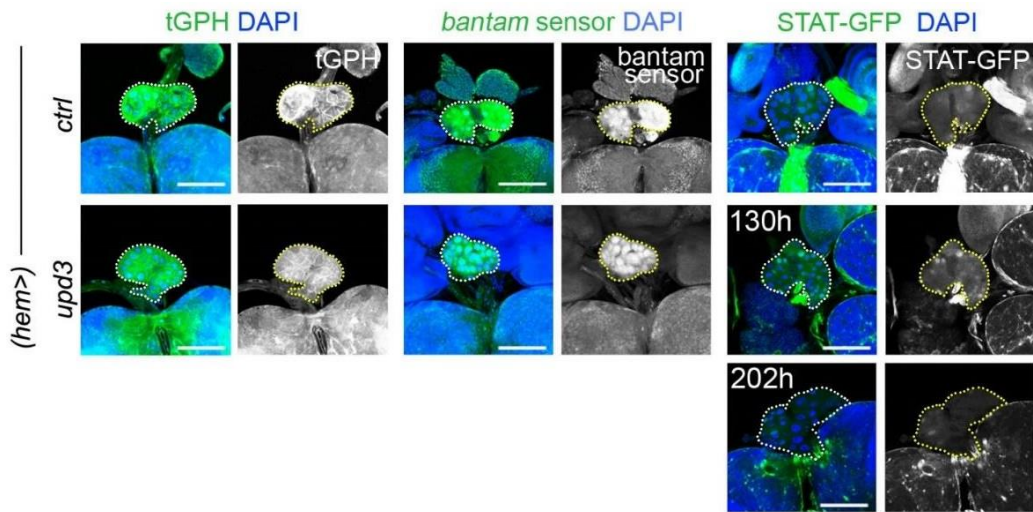 tGPH DAPI
bantam sensor DAPI
STAT-GFP DAPI
tGPH
bantam
sensor
STAT-GFP
ctrl
130h
upd3
(hem>)
202h